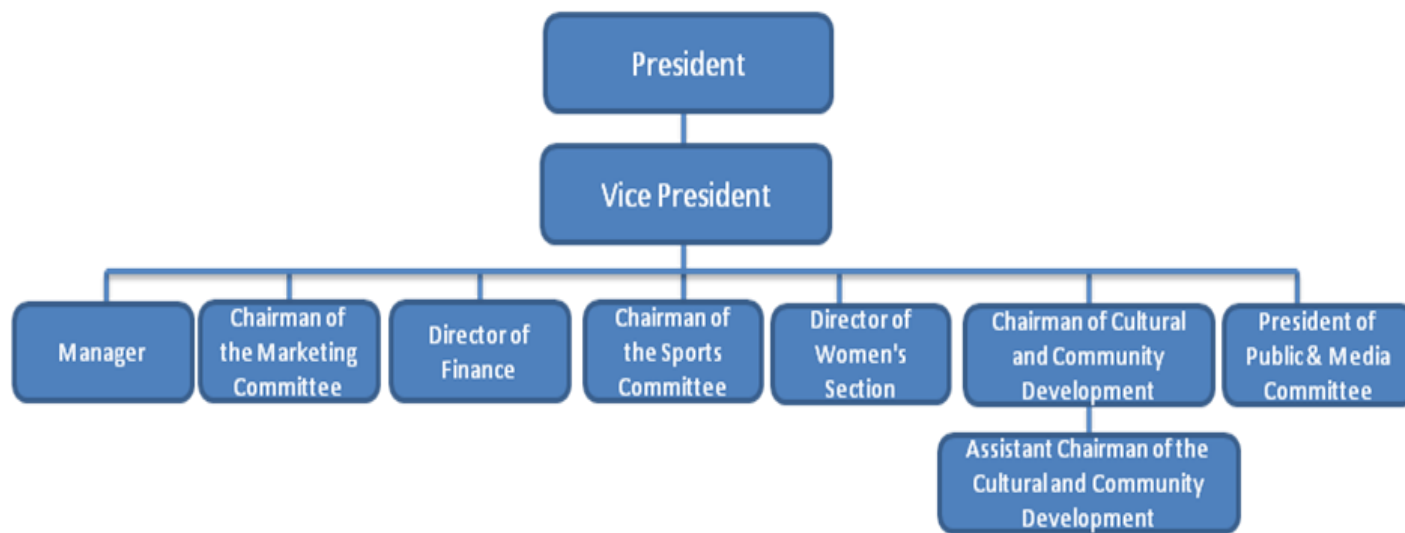 President
Vice President
Manager
Chairman of
the Marketing
Committee
Director of
Finance
Chairman of
the Sports
Committee
Director of
Women's
Section
Chairman of Cultural
and Community
Development
President of
Public & Media
Committee
Assistant Chairman of the
Cultural and Community
Development